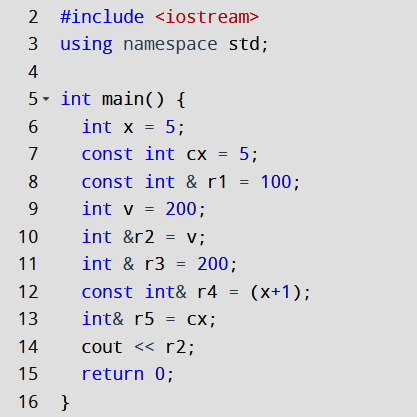 2 #include <iostream>
3 using namespace std;
4
5 int main() {
6 int x = 5;
7 const int cx = 5;
8 const int & r1 = 100;
9 int v = 200;
10 int &r2 = v;
11 int & r3 = 200;
12 const int& r4 = (x+1);
13 int& r5 = cx;
14 cout << r2;
15 return 0;
16 }